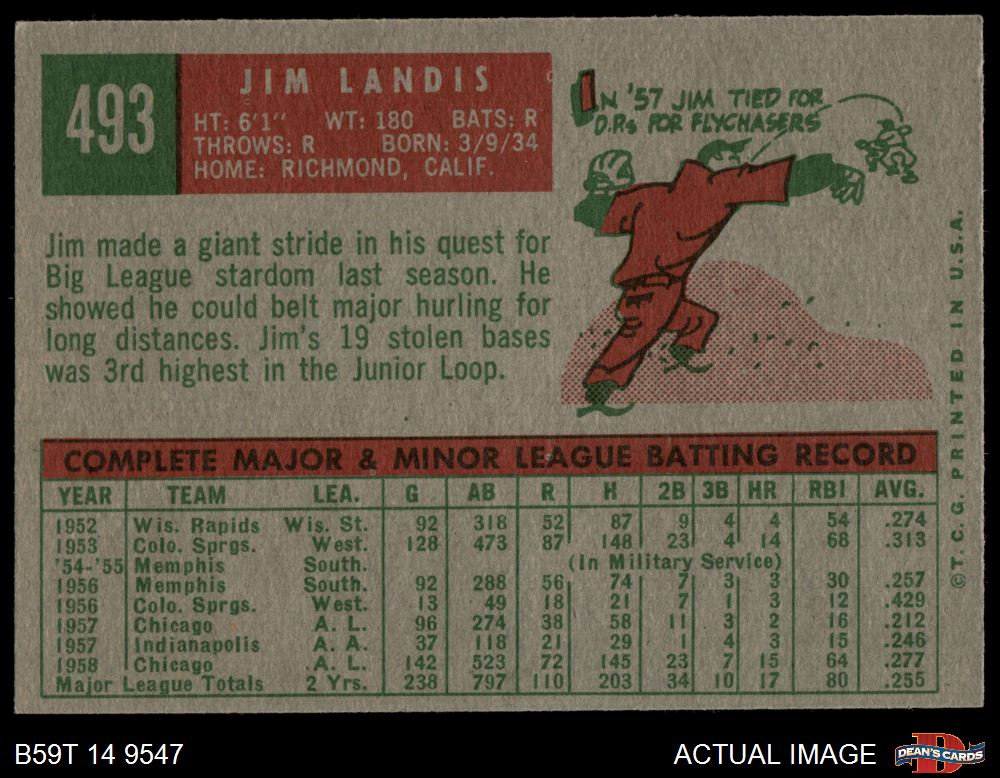 493
JIM LANDIS
HT: 6'1" WT: 180 BATS: R
THROWS: R BORN: 3/9/34
HOME: RICHMOND, CALIF.
IN '57 JIM TIED FOR
D.P.s FOR FLYCHASERS
Jim made a giant stride in his quest for
Big League stardom last season. He
showed he could belt major hurling for
long distances. Jim's 19 stolen bases
was 3rd highest in the Junior Loop.
COMPLETE MAJOR & MINOR LEAGUE BATTING RECORD
YEAR TEAM LEA. G AB R H 2B 3B HR RBI AVG.
1952 Wis. Rapids Wis. St. 92 318 52 87 9 4 4 54 .274
1953 Colo. Sprgs. West. 128 473 87 148 23 4 14 68 .313
'54-'55 Memphis South. (In Military Service)
1956 Memphis South. 92 288 56 74 7 3 3 30 .257
1956 Colo. Sprgs. West. 13 49 18 21 7 1 3 12 .429
1957 Chicago A. L. 96 274 38 58 11 3 2 16 .212
1957 Indianapolis A. A. 37 118 21 29 1 4 3 15 .246
1958 Chicago A. L. 142 523 72 145 23 7 15 64 .277
Major League Totals 2 Yrs. 238 797 110 203 34 10 17 80 .255
© T. C. G. PRINTED IN U.S.A.
B59T 14 9547
ACTUAL IMAGE
DEAN'S CARDS